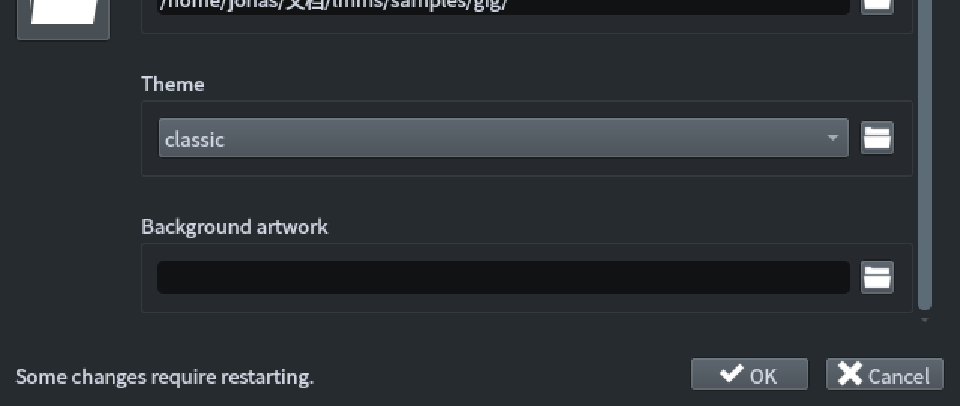 /home/jonas/文档/lmms/samples/gig/
Theme
classic
Background artwork
Some changes require restarting.
OK
Cancel